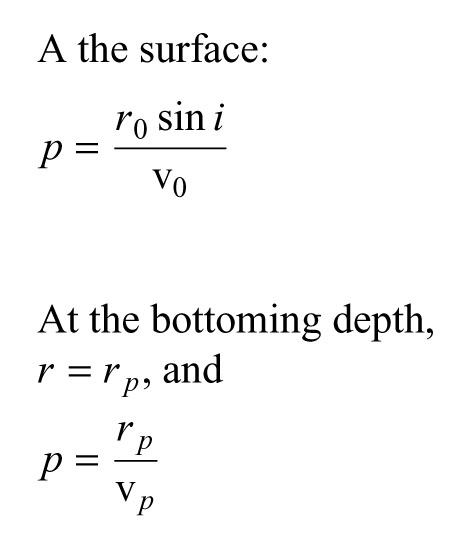 A the surface:
p = r₀ sin i / v₀
At the bottoming depth,
r = rₚ, and
p = rₚ / vₚ